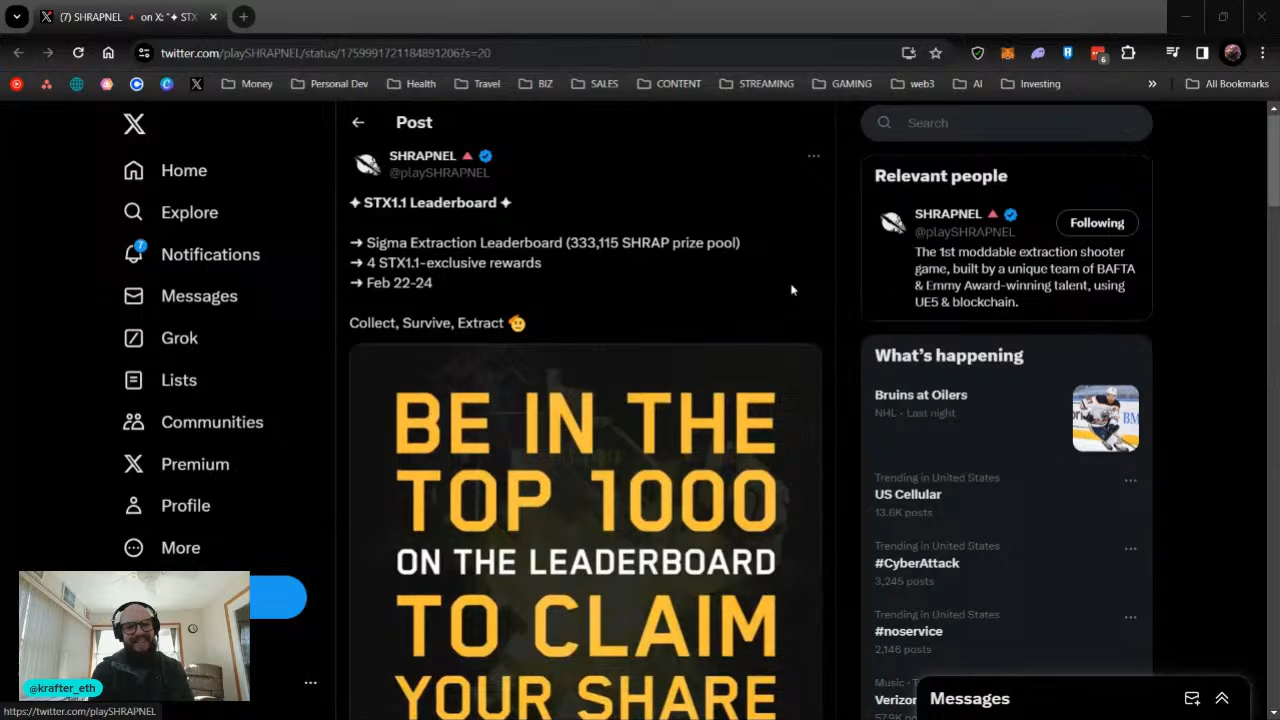 (7) SHRAPNEL 🔺 on X: "✦ STX
twitter.com/playSHRAPNEL/status/1759991721184891206?s=20
6
Money
Personal Dev
Health
Travel
BIZ
SALES
CONTENT
STREAMING
GAMING
web3
AI
Investing
All Bookmarks
Home
Explore
7
Notifications
Messages
Grok
Lists
Communities
Premium
Profile
More
@krafter_eth
https://twitter.com/playSHRAPNEL
Post
SHRAPNEL 🔺
@playSHRAPNEL
✦ STX1.1 Leaderboard ✦
➔ Sigma Extraction Leaderboard (333,115 SHRAP prize pool)
➔ 4 STX1.1-exclusive rewards
➔ Feb 22-24
Collect, Survive, Extract 🫡
BE IN THE
TOP 1000
ON THE LEADERBOARD
TO CLAIM
YOUR SHARE
Search
Relevant people
SHRAPNEL 🔺
@playSHRAPNEL
Following
The 1st moddable extraction shooter
game, built by a unique team of BAFTA
& Emmy Award-winning talent, using
UE5 & blockchain.
What's happening
Bruins at Oilers
NHL · Last night
Trending in United States
US Cellular
13.6K posts
Trending in United States
#CyberAttack
3,245 posts
Trending in United States
#noservice
2,146 posts
Music · T
Verizon
57.9K
Messages